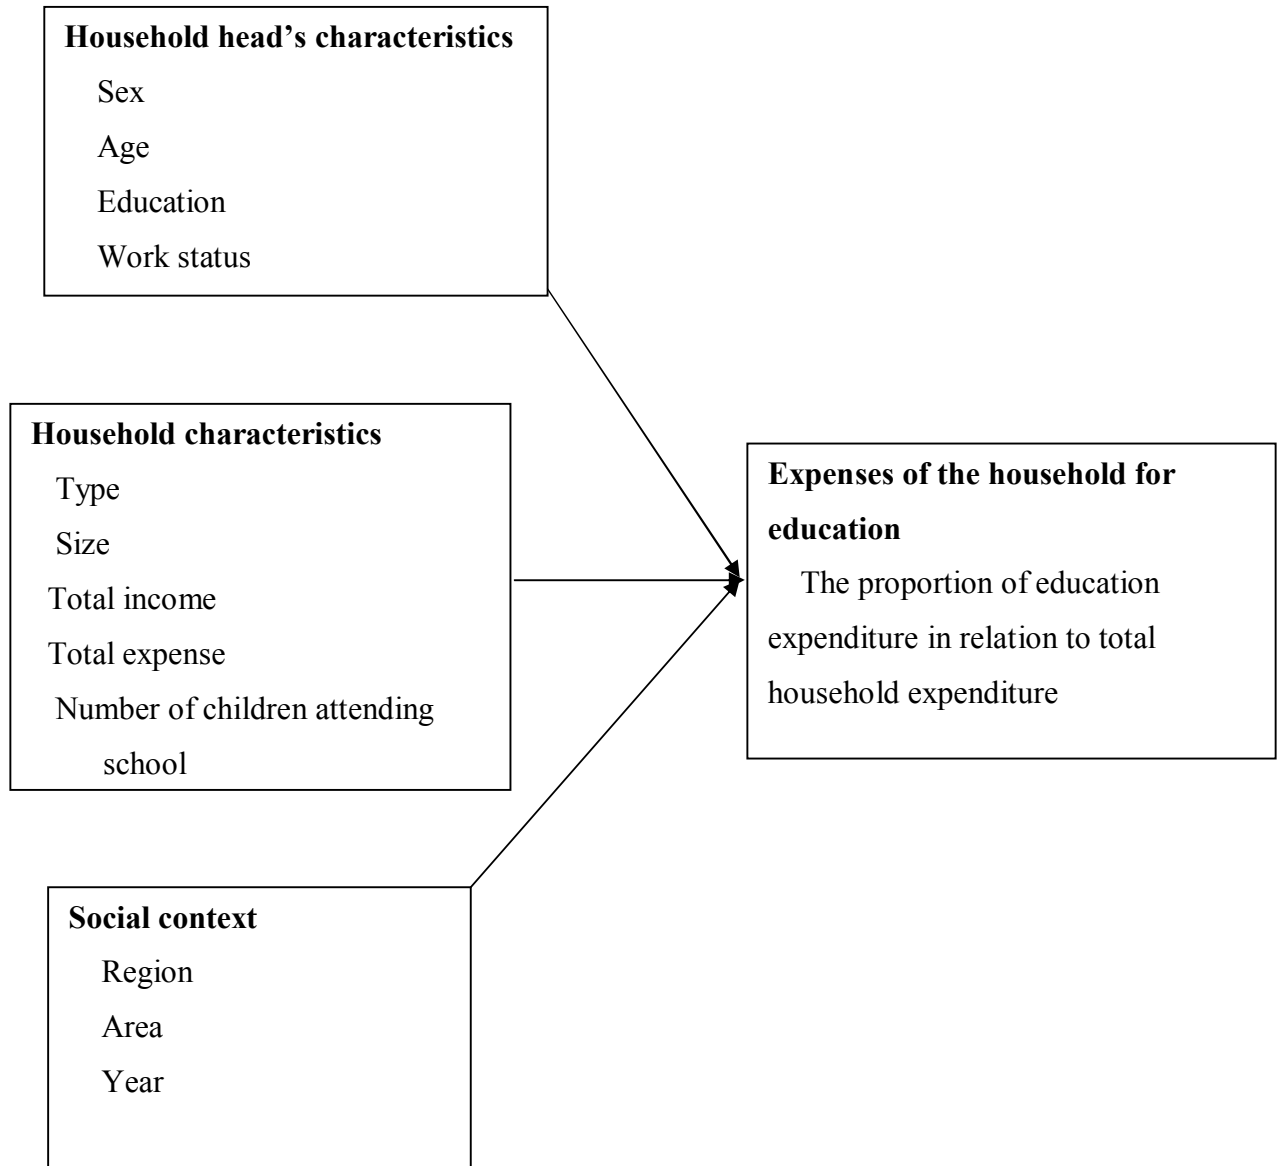 Household head’s characteristics
Sex
Age
Education
Work status
Household characteristics
Type
Size
Total income
Total expense
Number of children attending
school
Expenses of the household for
education
The proportion of education
expenditure in relation to total
household expenditure
Social context
Region
Area
Year